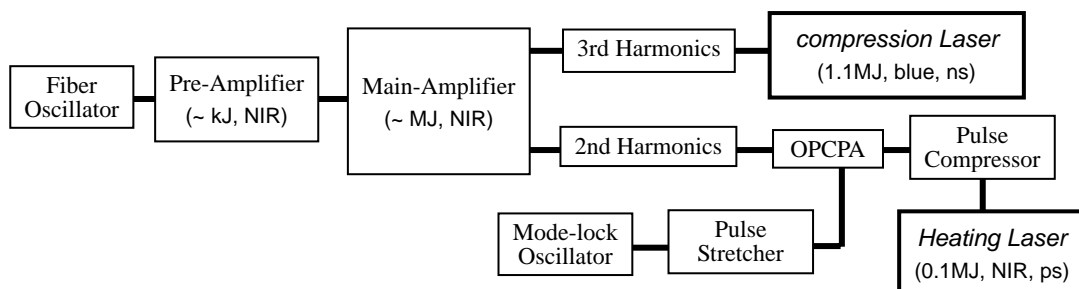 Fiber
Oscillator
Pre-Amplifier
(~ kJ, NIR)
Main-Amplifier
(~ MJ, NIR)
3rd Harmonics
compression Laser
(1.1MJ, blue, ns)
2nd Harmonics
OPCPA
Pulse
Compressor
Mode-lock
Oscillator
Pulse
Stretcher
Heating Laser
(0.1MJ, NIR, ps)